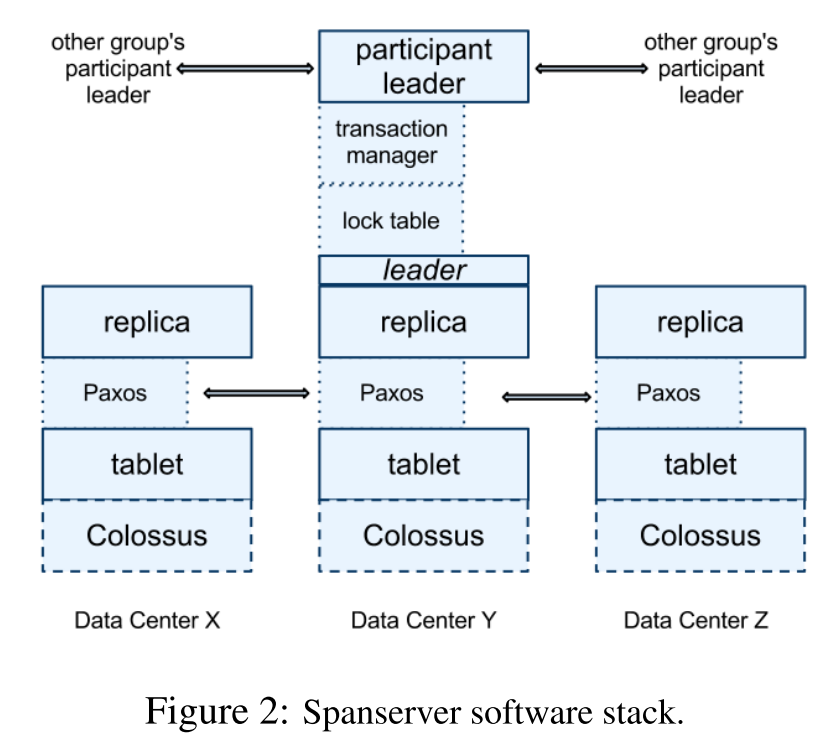 other group's
participant
leader
participant
leader
other group's
participant
leader
transaction
manager
lock table
leader
replica
replica
replica
Paxos
Paxos
Paxos
tablet
tablet
tablet
Colossus
Colossus
Colossus
Data Center X
Data Center Y
Data Center Z
Figure 2: Spanserver software stack.